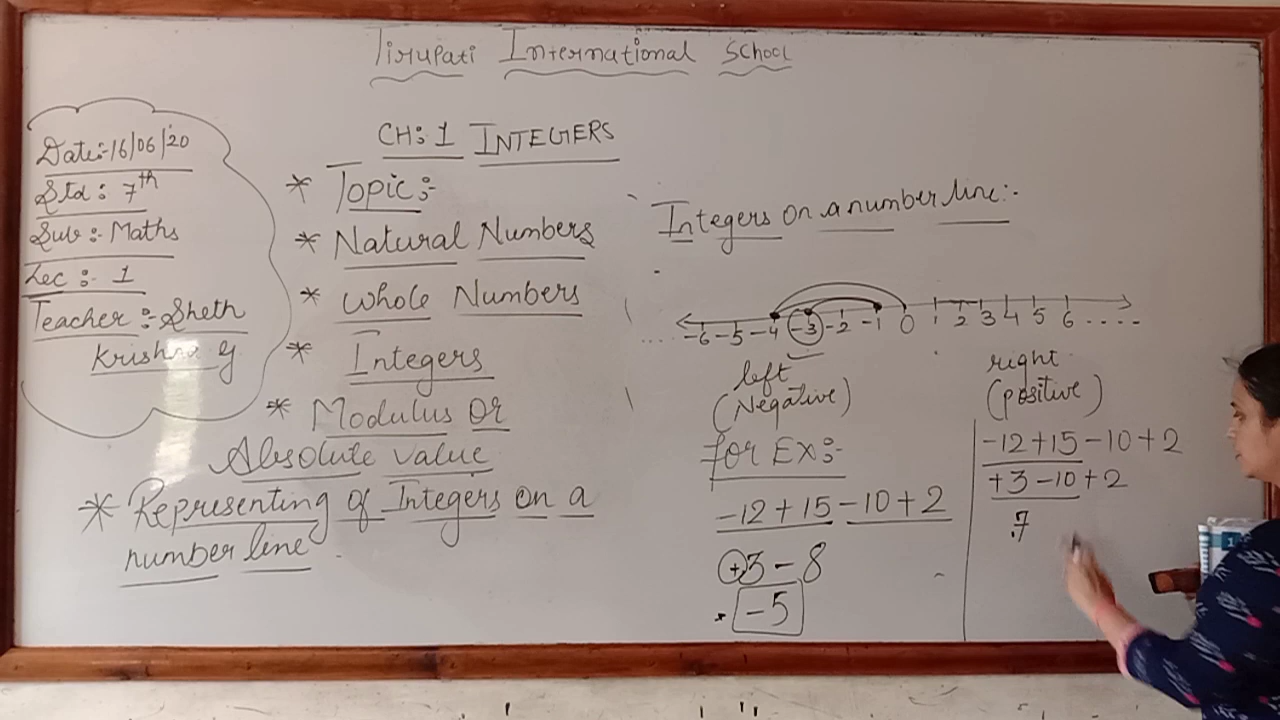 Tirupati International School
Date:-16/06/20
Std : 7th
Sub :- Maths
Lec :- 1
Teacher :- Sheth
Krishna
CH: 1 INTEGERS
* Topic:-
* Natural Numbers
* Whole Numbers
* Integers
* Modulus or
Absolute value
* Representing of Integers on a
number line.
Integers on a number line:-
.... -6 -5 -4 -3 -2 -1 0 1 2 3 4 5 6 ....
left
(Negative)
right
(positive)
for Ex:-
-12+15-10+2
+3-8
-5
-12+15-10+2
+3-10+2
7